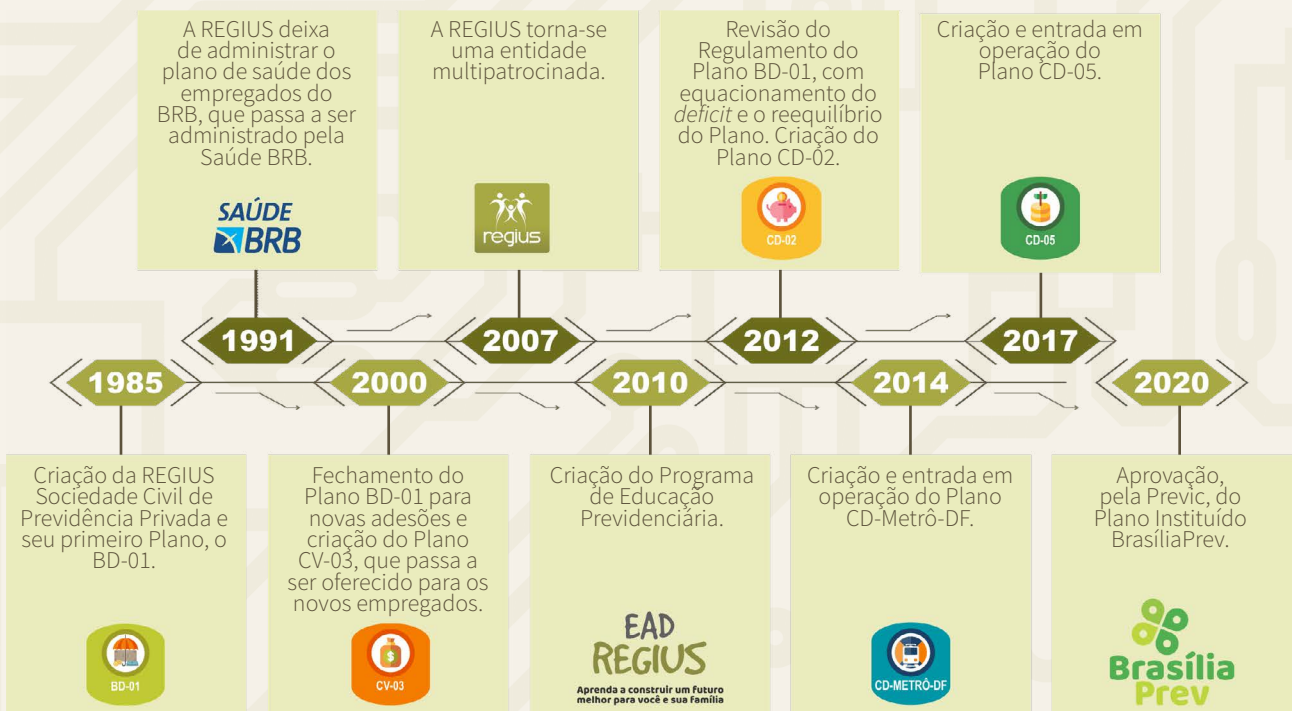 A REGIUS deixa
de administrar o
plano de saúde dos
empregados do
BRB, que passa a ser
administrado pela
Saúde BRB.
SAÚDE
BRB
A REGIUS torna-se
uma entidade
multipatrocinada.
regius
Revisão do
Regulamento do
Plano BD-01, com
equacionamento do
deficit e o reequilíbrio
do Plano. Criação do
Plano CD-02.
CD-02
Criação e entrada em
operação do
Plano CD-05.
CD-05
1991
2007
2012
2017
1985
2000
2010
2014
2020
Criação da REGIUS
Sociedade Civil de
Previdência Privada e
seu primeiro Plano, o
BD-01.
BD-01
Fechamento do
Plano BD-01 para
novas adesões e
criação do Plano
CV-03, que passa a
ser oferecido para os
novos empregados.
CV-03
Criação do Programa
de Educação
Previdenciária.
EAD
REGIUS
Aprenda a construir um futuro
melhor para você e sua família
Criação e entrada em
operação do Plano
CD-Metrô-DF.
CD-METRÔ-DF
Aprovação,
pela Previc, do
Plano Instituído
BrasíliaPrev.
Brasília
Prev